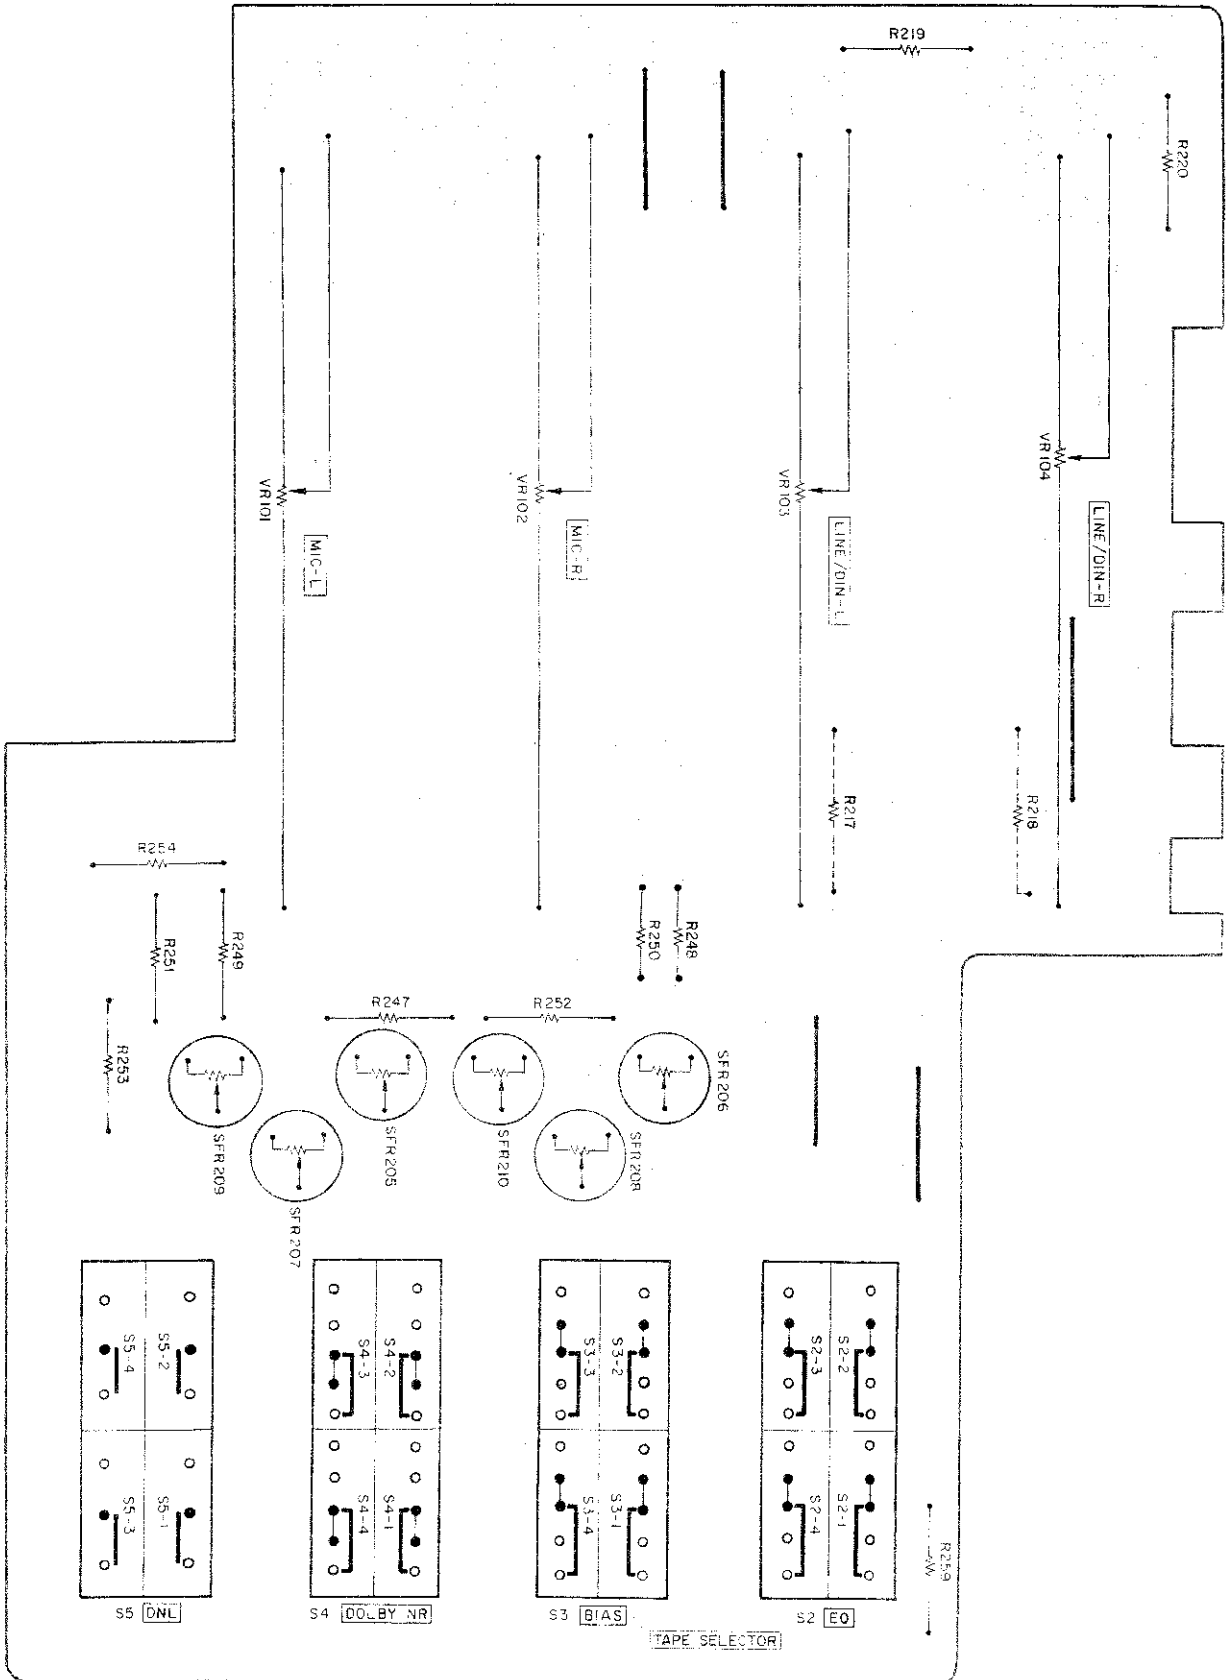 R219
R220
VR104
VR101
VR102
VR103
LINE/DIN-R
MIC-L
MIC-R
LINE/DIN-L
R217
R218
R254
R251
R249
R250
R248
R247
R252
R253
SFR206
SFR209
SFR205
SFR210
SFR208
SFR207
S5-4
S5-2
S4-3
S4-2
S3-3
S3-2
S2-3
S2-2
S5-3
S5-1
S4-4
S4-1
S3-4
S3-1
S2-4
S2-1
R259
S5 DNL
S4 DOLBY NR
S3 BIAS
S2 EQ
TAPE SELECTOR